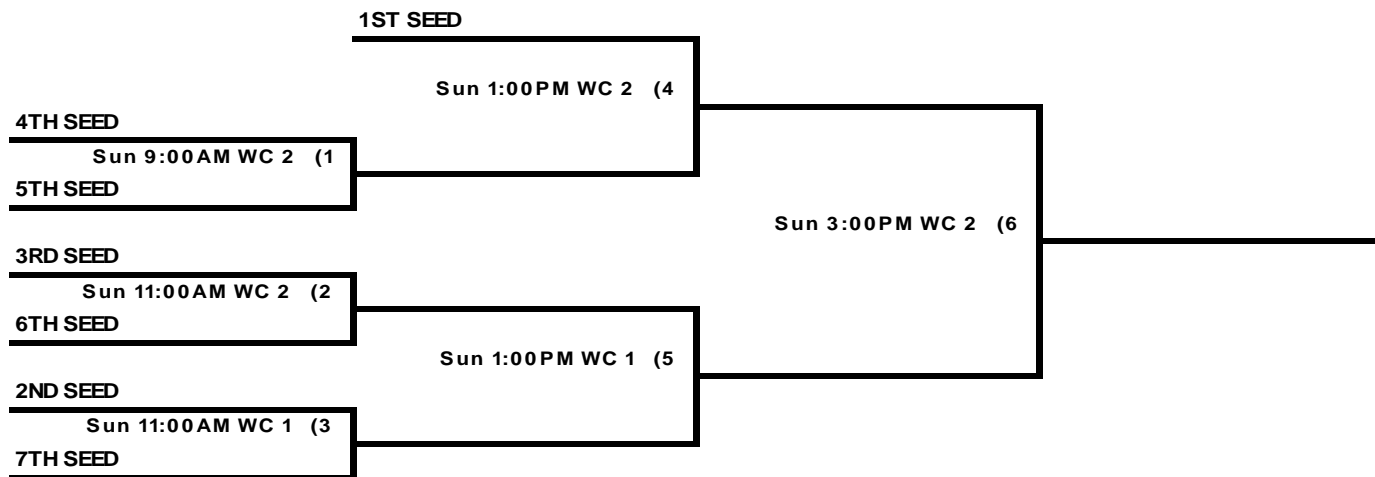 1ST SEED
Sun 1:00PM WC 2 (4
4TH SEED
Sun 9:00AM WC 2 (1
5TH SEED
Sun 3:00PM WC 2 (6
3RD SEED
Sun 11:00AM WC 2 (2
6TH SEED
Sun 1:00PM WC 1 (5
2ND SEED
Sun 11:00AM WC 1 (3
7TH SEED